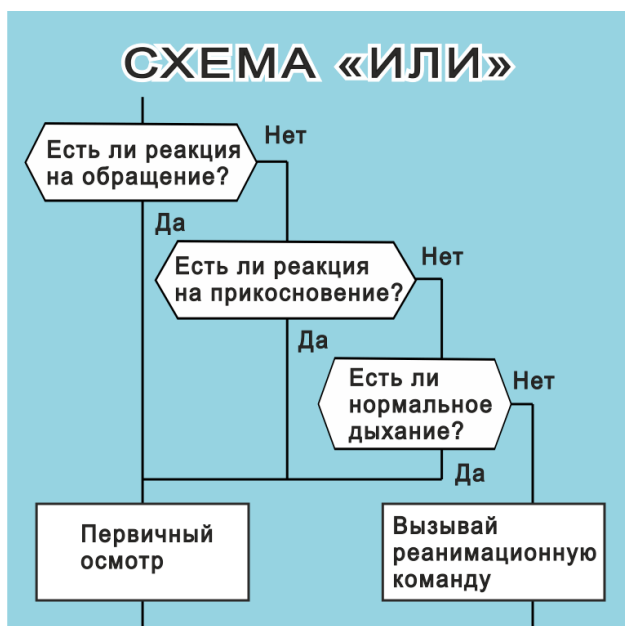 СХЕМА «ИЛИ»
Нет
Есть ли реакция
на обращение?
Да
Нет
Есть ли реакция
на прикосновение?
Да
Есть ли
нормальное
дыхание?
Нет
Да
Первичный
осмотр
Вызывай
реанимационную
команду